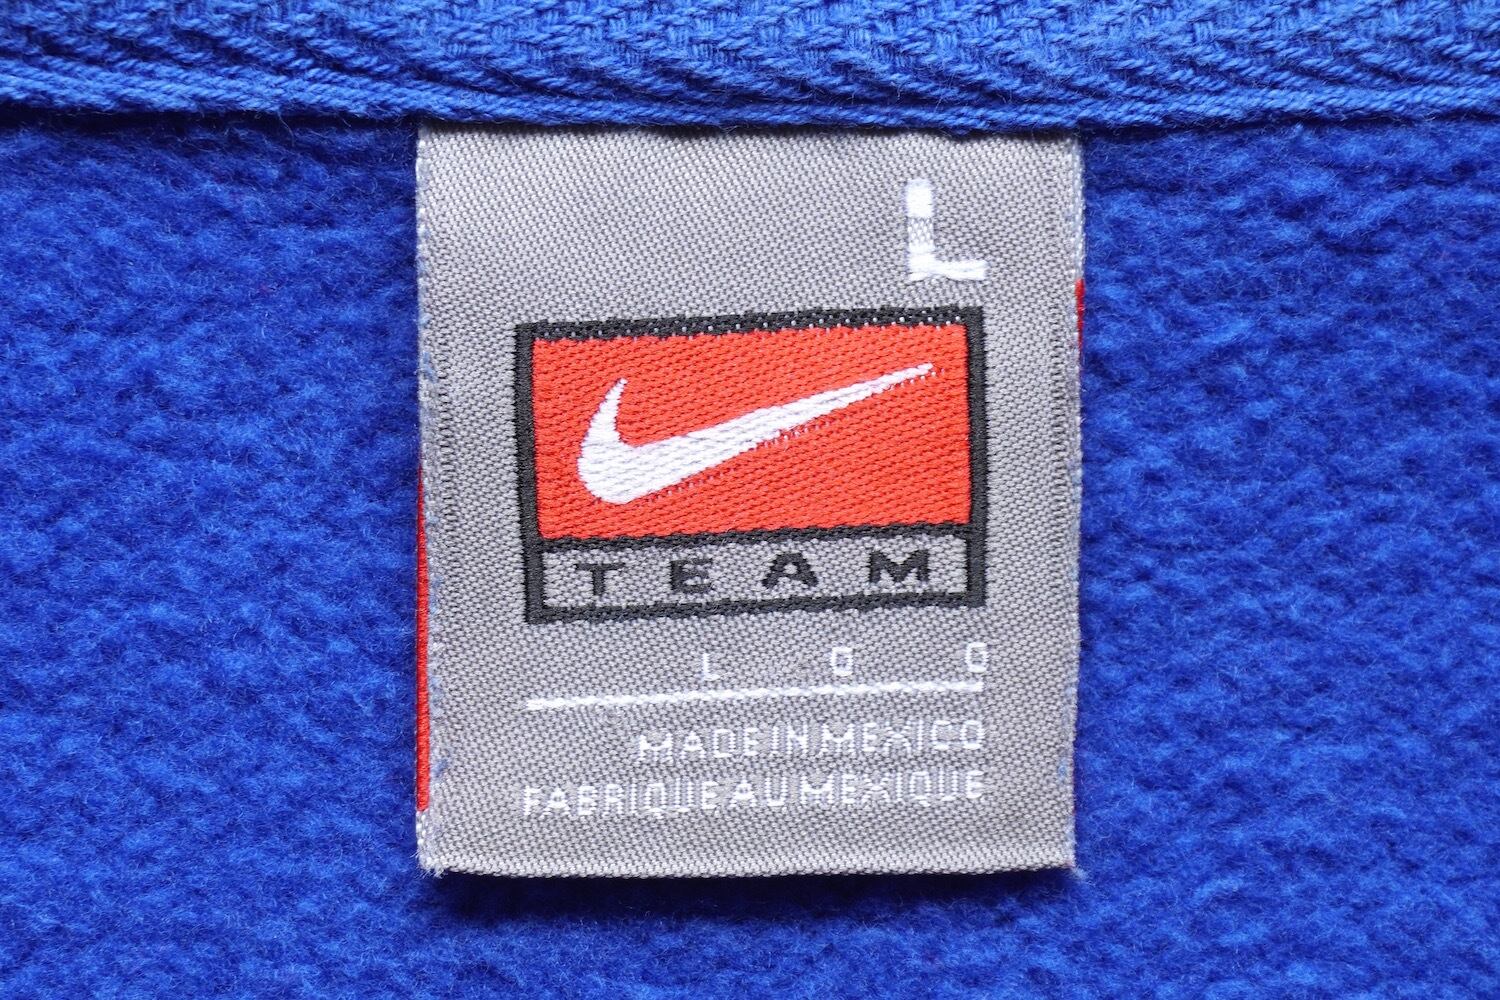 L
TEAM
L G G
MADE IN MEXICO
FABRIQUE AU MEXIQUE